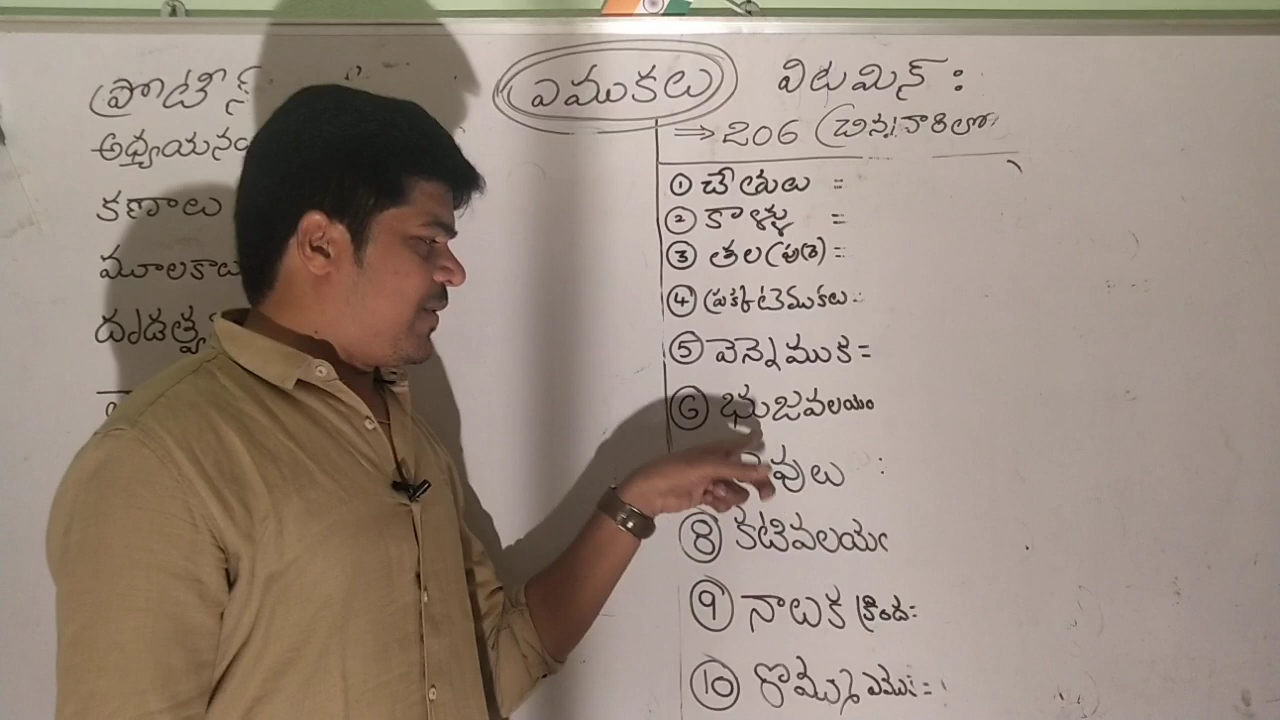 ప్రోటీన్
ఎముకలు
విటమిన్ :
అధ్యయనం
⇒ 206 (చిన్నవారిలో
కణాలు
① చేతులు =
② కాళ్ళు =
మూలకాలు
③ తల (పుర్రె) =
④ ప్రక్కటెముకలు =
దృడత్వ
⑤ వెన్నెముక =
⑥ భుజవలయం
వులు :
⑧ కటివలయం
⑨ నాలుక క్రింద =
⑩ రొమ్ము ఎముక =